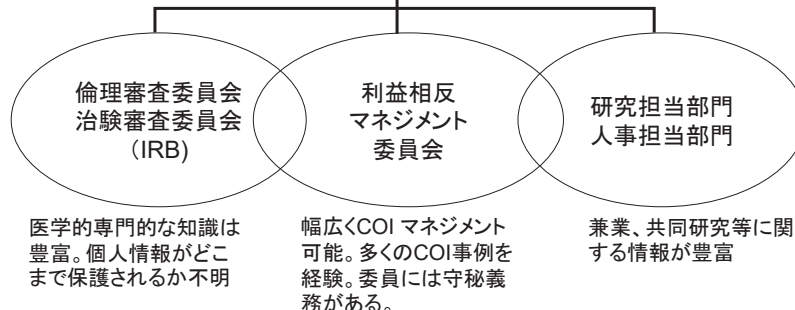 倫理審査委員会
治験審査委員会
（IRB）
利益相反
マネジメント
委員会
研究担当部門
人事担当部門
医学的専門的な知識は
豊富。個人情報がどこ
まで保護されるか不明
幅広くCOI マネジメント
可能。多くのCOI事例を
経験。委員には守秘義
務がある。
兼業、共同研究等に関
する情報が豊富